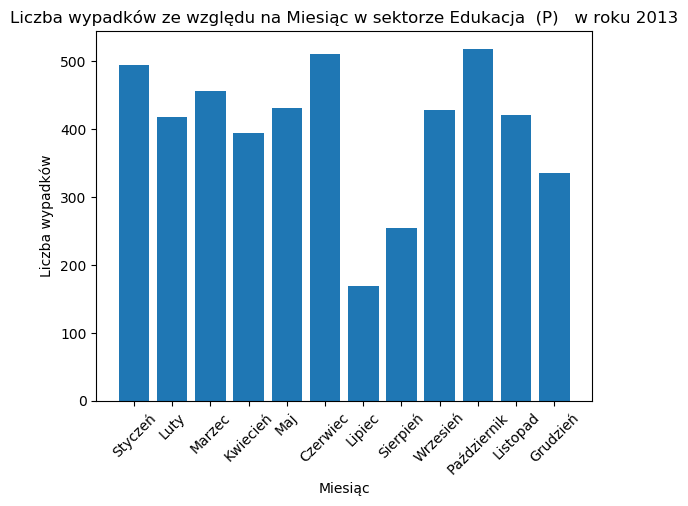 Liczba wypadków ze względu na Miesiąc w sektorze Edukacja  (P)   w roku 2013
500
400
300
200
100
0
Liczba wypadków
Styczeń
Luty
Marzec
Kwiecień
Maj
Czerwiec
Lipiec
Sierpień
Wrzesień
Październik
Listopad
Grudzień
Miesiąc